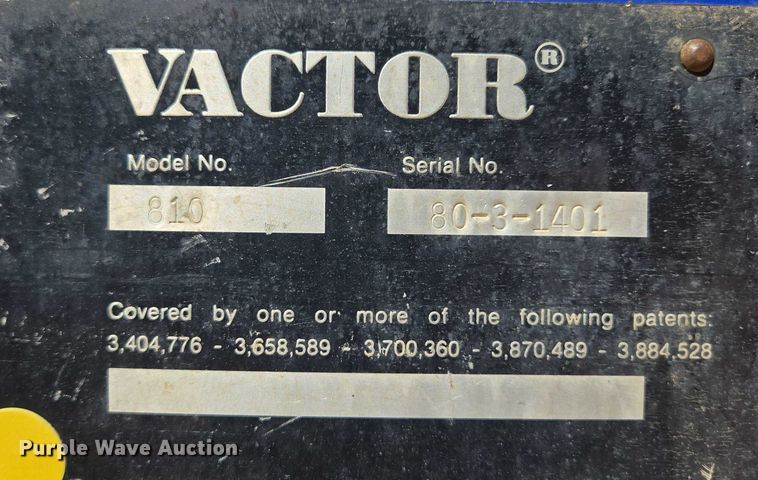 VACTOR®
Model No. Serial No.
810 80-3-1401
Covered by one or more of the following patents:
3,404,776 - 3,658,589 - 3,700,360 - 3,870,489 - 3,884,528
Purple Wave Auction